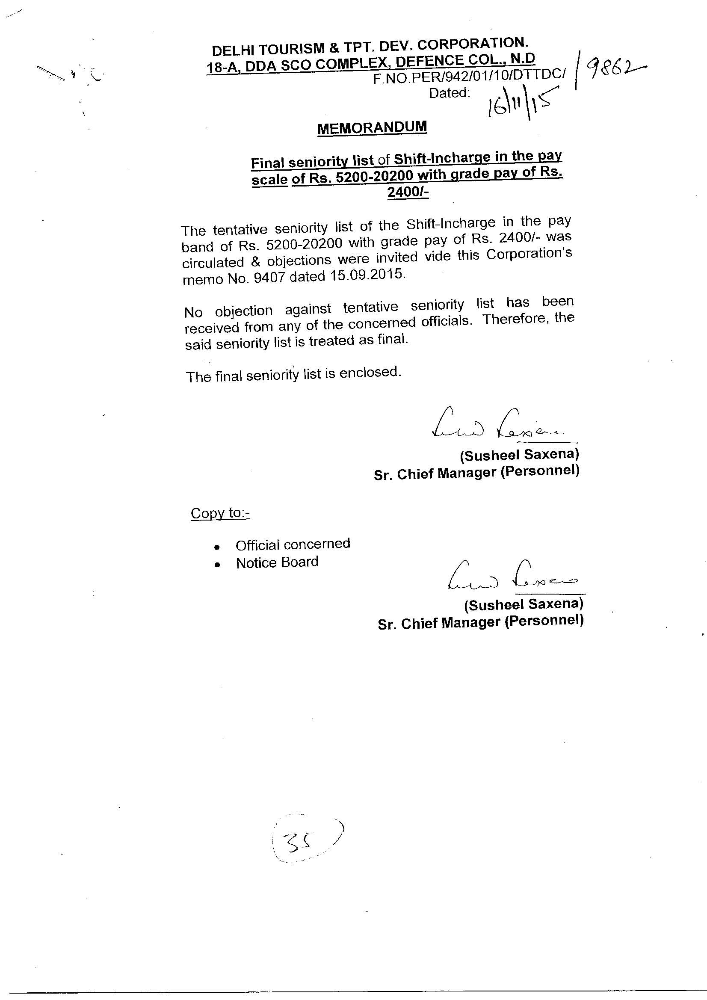 DELHI TOURISM & TPT. DEV. CORPORATION.
18-A, DDA SCO COMPLEX, DEFENCE COL., N.D
F.NO.PER/942/01/10/DTTDC/ /9862
Dated: 16/11/15
MEMORANDUM
Final seniority list of Shift-Incharge in the pay
scale of Rs. 5200-20200 with grade pay of Rs.
2400/-
The tentative seniority list of the Shift-Incharge in the pay
band of Rs. 5200-20200 with grade pay of Rs. 2400/- was
circulated & objections were invited vide this Corporation's
memo No. 9407 dated 15.09.2015.
No objection against tentative seniority list has been
received from any of the concerned officials. Therefore, the
said seniority list is treated as final.
The final seniority list is enclosed.
(Susheel Saxena)
Sr. Chief Manager (Personnel)
Copy to:-
• Official concerned
• Notice Board
(Susheel Saxena)
Sr. Chief Manager (Personnel)
35